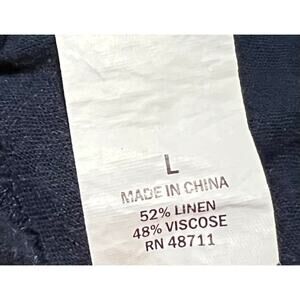 L
MADE IN CHINA
52% LINEN
48% VISCOSE
RN 48711